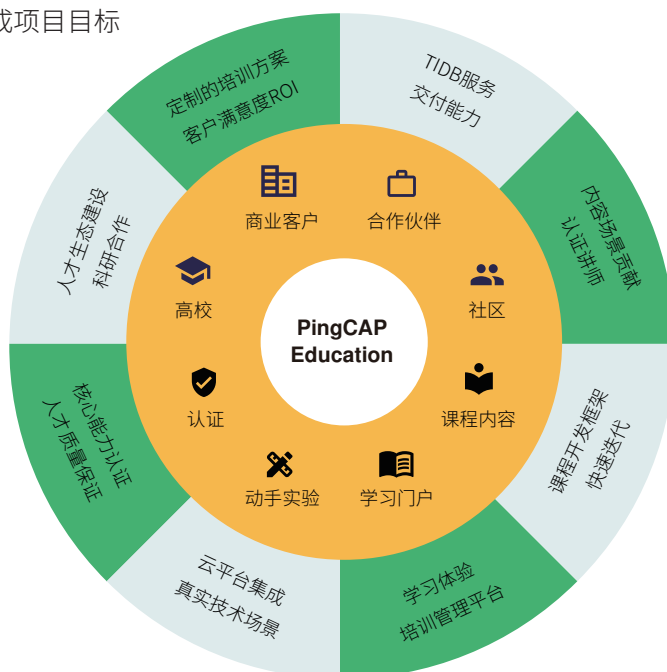 成项目目标
定制的培训方案
客户满意度ROI
TIDB服务
交付能力
内容场景贡献
认证讲师
课程开发框架
快速迭代
学习体验
培训管理平台
云平台集成
真实技术场景
核心能力认证
人才质量保证
人才生态建设
科研合作
商业客户
合作伙伴
高校
社区
认证
课程内容
动手实验
学习门户
PingCAP
Education